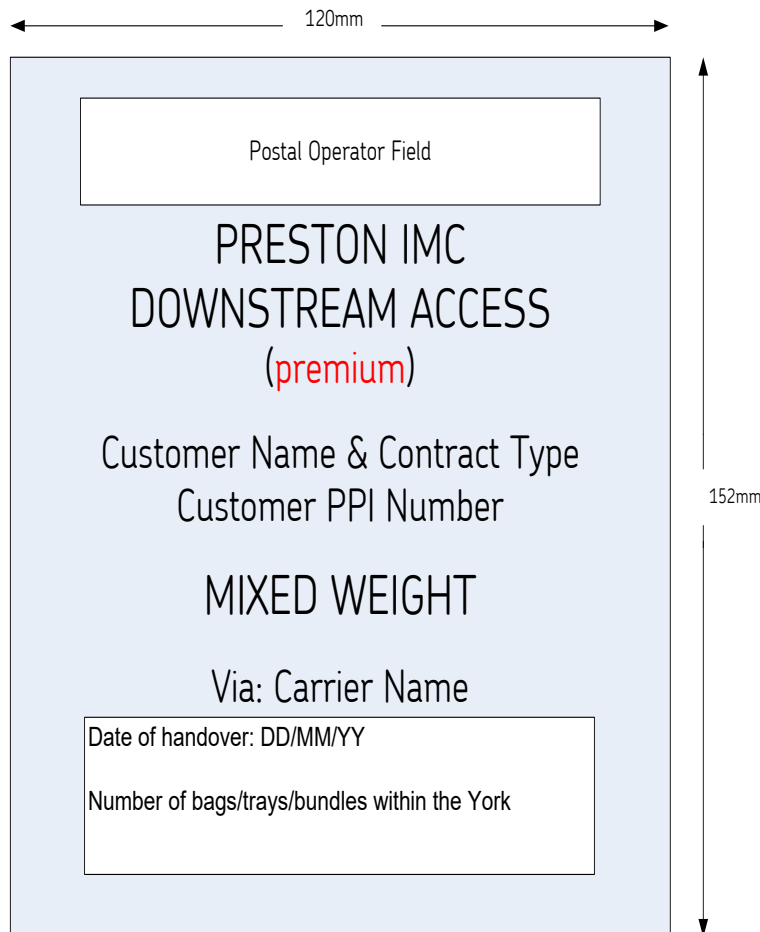 120mm
Postal Operator Field
PRESTON IMC
DOWNSTREAM ACCESS
(premium)
Customer Name & Contract Type
Customer PPI Number
152mm
MIXED WEIGHT
Via: Carrier Name
Date of handover: DD/MM/YY
Number of bags/trays/bundles within the York